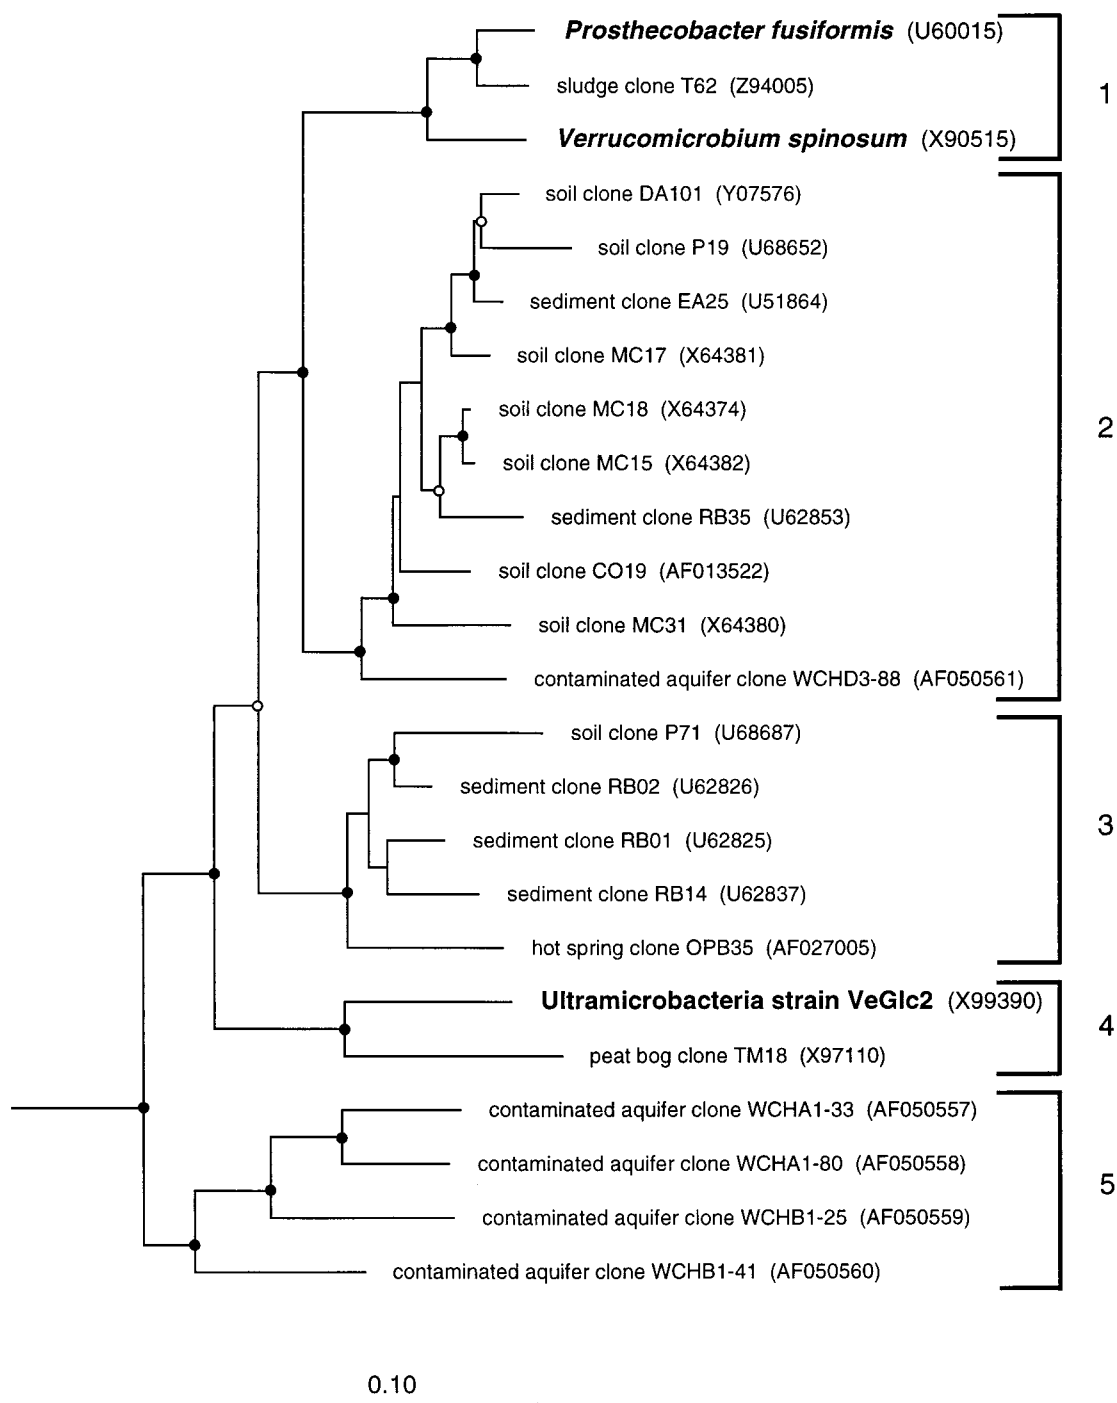 Prosthecobacter fusiformis (U60015)
sludge clone T62 (Z94005)
1
Verrucomicrobium spinosum (X90515)
soil clone DA101 (Y07576)
soil clone P19 (U68652)
sediment clone EA25 (U51864)
soil clone MC17 (X64381)
soil clone MC18 (X64374)
2
soil clone MC15 (X64382)
sediment clone RB35 (U62853)
soil clone CO19 (AF013522)
soil clone MC31 (X64380)
contaminated aquifer clone WCHD3-88 (AF050561)
soil clone P71 (U68687)
sediment clone RB02 (U62826)
3
sediment clone RB01 (U62825)
sediment clone RB14 (U62837)
hot spring clone OPB35 (AF027005)
Ultramicrobacteria strain VeGlc2 (X99390)
4
peat bog clone TM18 (X97110)
contaminated aquifer clone WCHA1-33 (AF050557)
contaminated aquifer clone WCHA1-80 (AF050558)
5
contaminated aquifer clone WCHB1-25 (AF050559)
contaminated aquifer clone WCHB1-41 (AF050560)
0.10